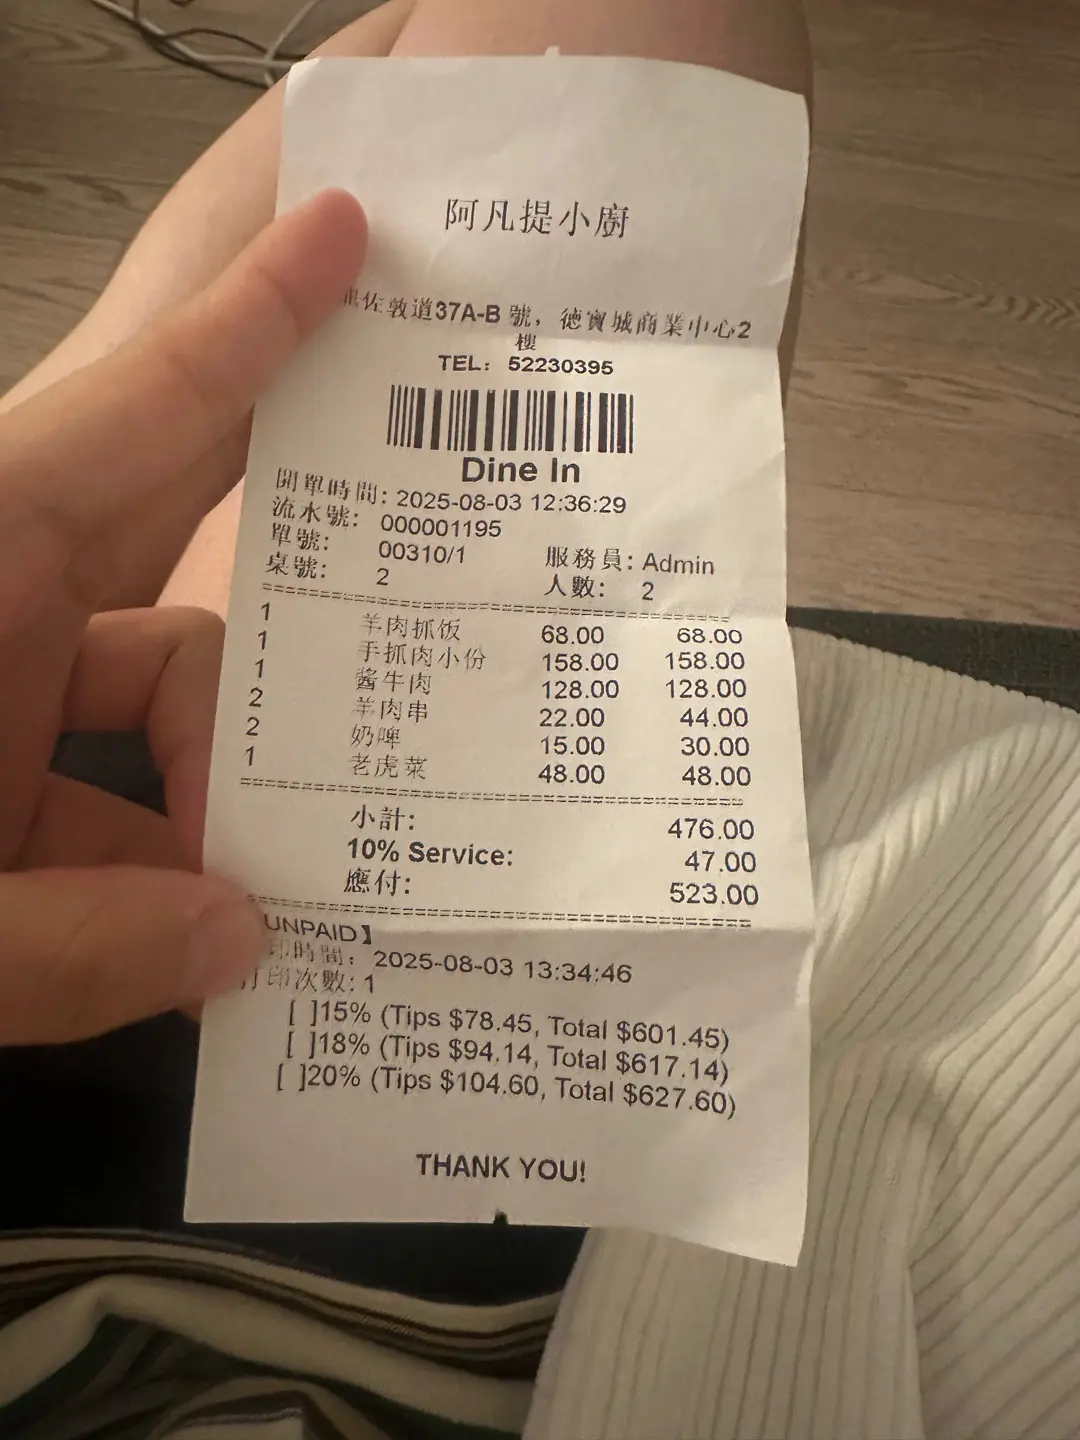 阿凡提小廚
佐敦道37A-B 號，德寶城商業中心2
樓
TEL：52230395
Dine In
開單時間：2025-08-03 12:36:29
流水號：000001195
單號：00310/1 服務員：Admin
桌號：2 人數：2
1 羊肉抓饭 68.00 68.00
1 手抓肉小份 158.00 158.00
1 酱牛肉 128.00 128.00
2 羊肉串 22.00 44.00
2 奶啤 15.00 30.00
1 老虎菜 48.00 48.00
小計: 476.00
10% Service: 47.00
應付: 523.00
UNPAID】
印時間：2025-08-03 13:34:46
打印次數: 1
[ ]15% (Tips $78.45, Total $601.45)
[ ]18% (Tips $94.14, Total $617.14)
[ ]20% (Tips $104.60, Total $627.60)
THANK YOU!